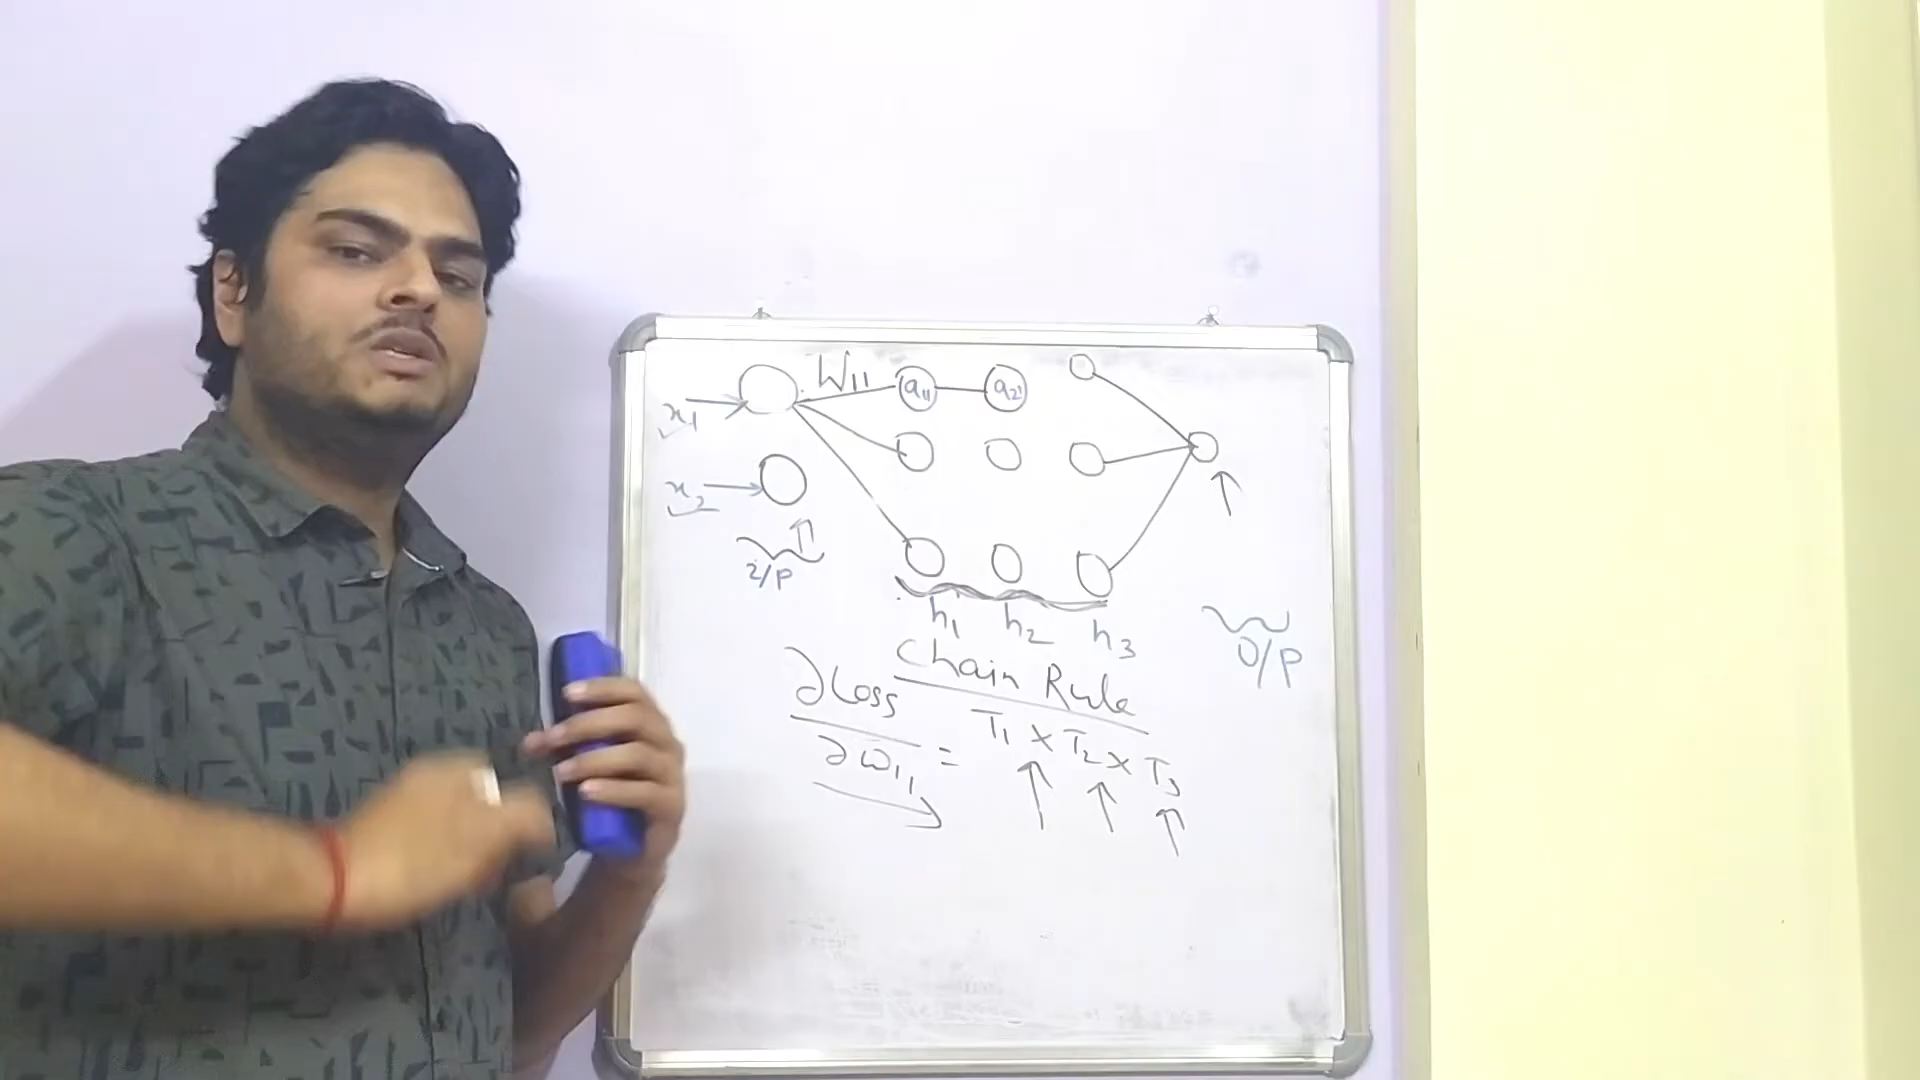 x₁ W₁₁ a₁₁ a₂₁
x₂
i/P
h₁ h₂ h₃
O/P
Chain Rule
∂Loss / ∂w₁₁ = T₁ × T₂ × T₃